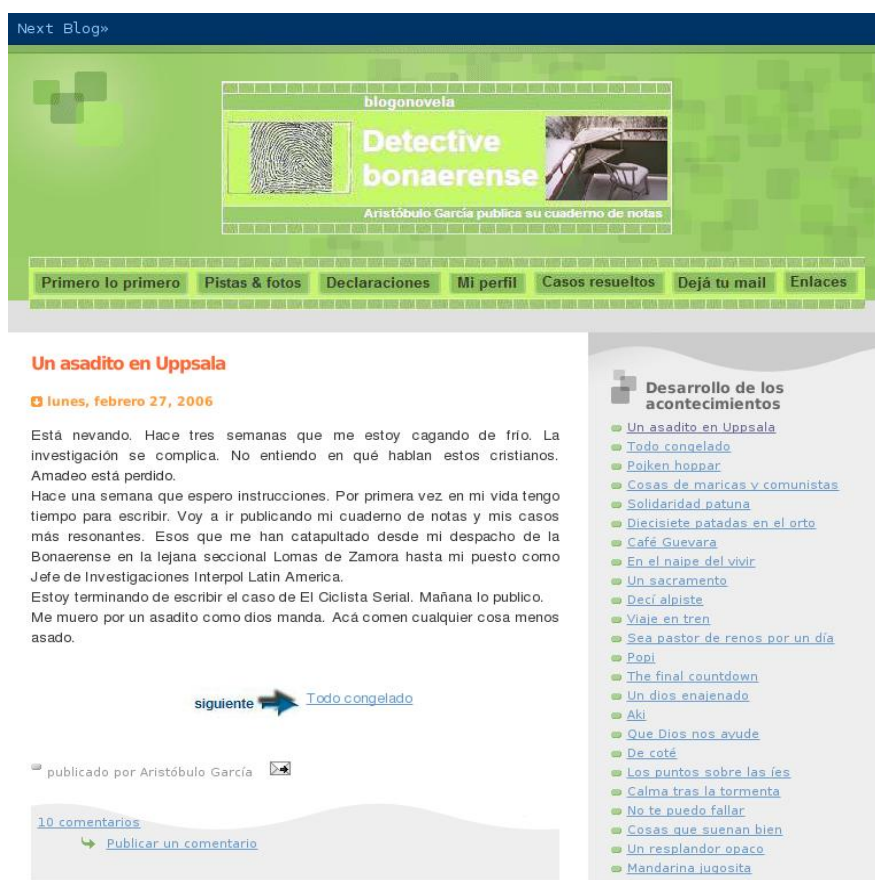 Next Blog»
blogonovela
Detective
bonaerense
Aristóbulo García publica su cuaderno de notas
Primero lo primero
Pistas & fotos
Declaraciones
Mi perfil
Casos resueltos
Dejá tu mail
Enlaces
Un asadito en Uppsala
lunes, febrero 27, 2006
Está nevando. Hace tres semanas que me estoy cagando de frío. La
investigación se complica. No entiendo en qué hablan estos cristianos.
Amadeo está perdido.
Hace una semana que espero instrucciones. Por primera vez en mi vida tengo
tiempo para escribir. Voy a ir publicando mi cuaderno de notas y mis casos
más resonantes. Esos que me han catapultado desde mi despacho de la
Bonaerense en la lejana seccional Lomas de Zamora hasta mi puesto como
Jefe de Investigaciones Interpol Latin America.
Estoy terminando de escribir el caso de El Ciclista Serial. Mañana lo publico.
Me muero por un asadito como dios manda. Acá comen cualquier cosa menos
asado.
siguiente Todo congelado
publicado por Aristóbulo García
10 comentarios
Publicar un comentario
Desarrollo de los
acontecimientos
Un asadito en Uppsala
Todo congelado
Pojken hoppar
Cosas de maricas y comunistas
Solidaridad patuna
Diecisiete patadas en el orto
Café Guevara
En el naipe del vivir
Un sacramento
Decí alpiste
Viaje en tren
Sea pastor de renos por un día
Popi
The final countdown
Un dios enajenado
Aki
Que Dios nos ayude
De coté
Los puntos sobre las íes
Calma tras la tormenta
No te puedo fallar
Cosas que suenan bien
Un resplandor opaco
Mandarina jugosita